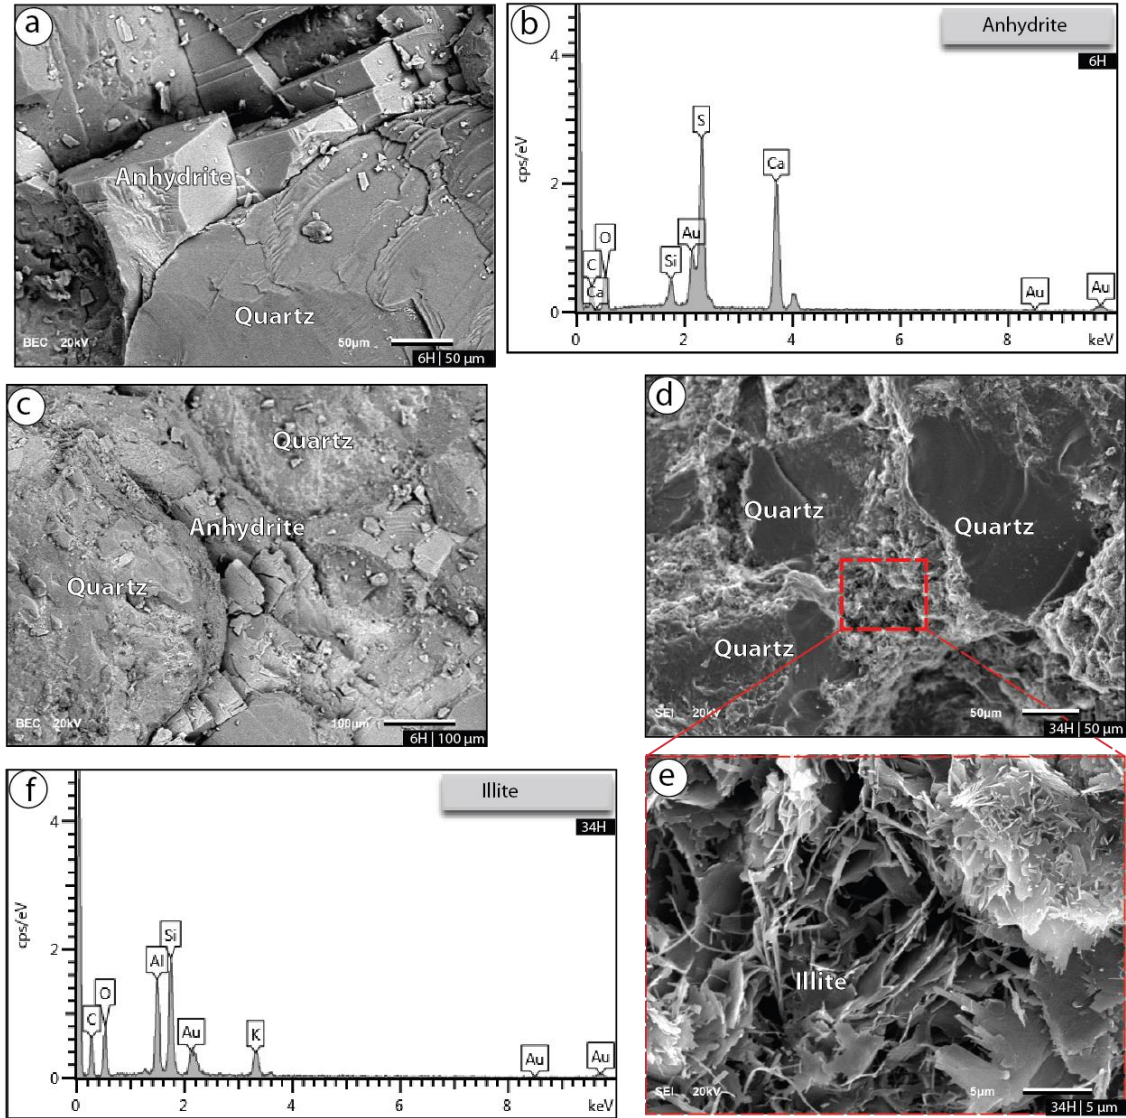 a
Anhydrite
Quartz
BEC 20kV
50µm
6H | 50 µm
b
Anhydrite
6H
cps/eV
4
2
0
S
Ca
Au
O
C
Ca
Si
Au
Au
0 2 4 6 8 keV
c
Quartz
Anhydrite
Quartz
BEC 20kV
100µm
6H | 100 µm
d
Quartz
Quartz
Quartz
SEI 20kV
50µm
34H | 50 µm
f
Illite
34H
cps/eV
4
2
0
Si
Al
O
C
Au
K
Au
Au
0 2 4 6 8 keV
e
Illite
SEI 20kV
5µm
34H | 5 µm